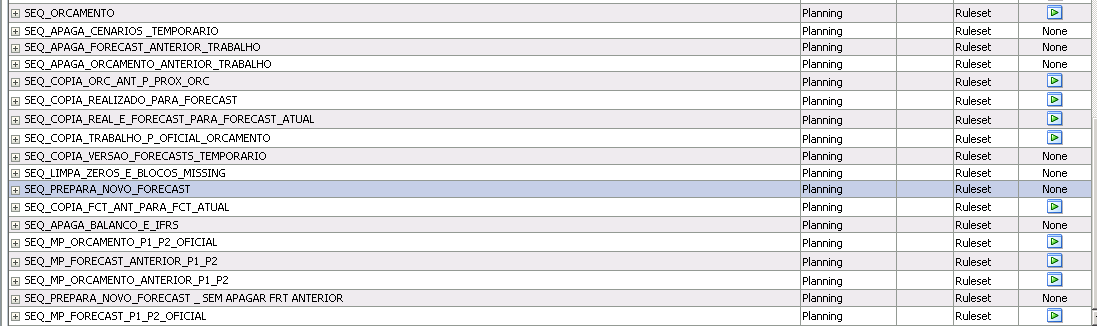 SEQ_ORCAMENTO Planning Ruleset
SEQ_APAGA_CENARIOS _TEMPORARIO Planning Ruleset None
SEQ_APAGA_FORECAST_ANTERIOR_TRABALHO Planning Ruleset None
SEQ_APAGA_ORCAMENTO_ANTERIOR_TRABALHO Planning Ruleset None
SEQ_COPIA_ORC_ANT_P_PROX_ORC Planning Ruleset
SEQ_COPIA_REALIZADO_PARA_FORECAST Planning Ruleset
SEQ_COPIA_REAL_E_FORECAST_PARA_FORECAST_ATUAL Planning Ruleset
SEQ_COPIA_TRABALHO_P_OFICIAL_ORCAMENTO Planning Ruleset
SEQ_COPIA_VERSAO_FORECASTS_TEMPORARIO Planning Ruleset None
SEQ_LIMPA_ZEROS_E_BLOCOS_MISSING Planning Ruleset None
SEQ_PREPARA_NOVO_FORECAST Planning Ruleset None
SEQ_COPIA_FCT_ANT_PARA_FCT_ATUAL Planning Ruleset
SEQ_APAGA_BALANCO_E_IFRS Planning Ruleset None
SEQ_MP_ORCAMENTO_P1_P2_OFICIAL Planning Ruleset
SEQ_MP_FORECAST_ANTERIOR_P1_P2 Planning Ruleset
SEQ_MP_ORCAMENTO_ANTERIOR_P1_P2 Planning Ruleset
SEQ_PREPARA_NOVO_FORECAST _ SEM APAGAR FRT ANTERIOR Planning Ruleset None
SEQ_MP_FORECAST_P1_P2_OFICIAL Planning Ruleset